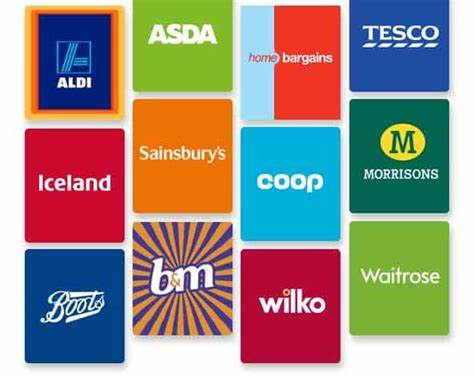 ALDI
ASDA
home bargains
TESCO
Iceland
Sainsbury's
coop
M
MORRISONS
Boots
b&m
wilko
Waitrose